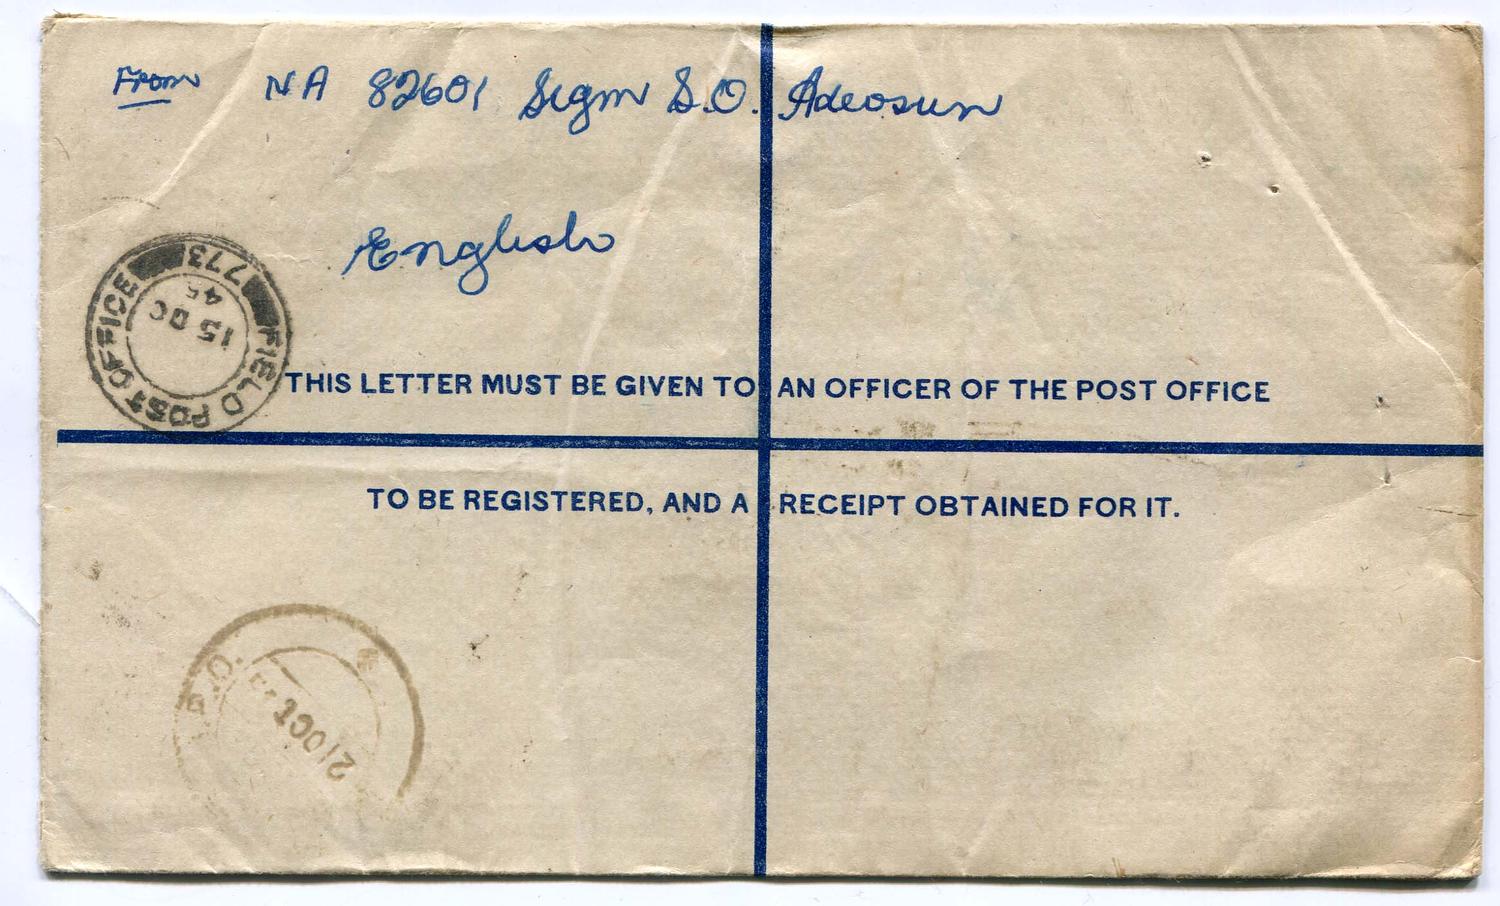 From NA 82601 Sigm S.O. Adeosun
English
FIELD POST OFFICE
773
15 DC
45
THIS LETTER MUST BE GIVEN TO AN OFFICER OF THE POST OFFICE
TO BE REGISTERED, AND A RECEIPT OBTAINED FOR IT.
P.O.
21 OCT